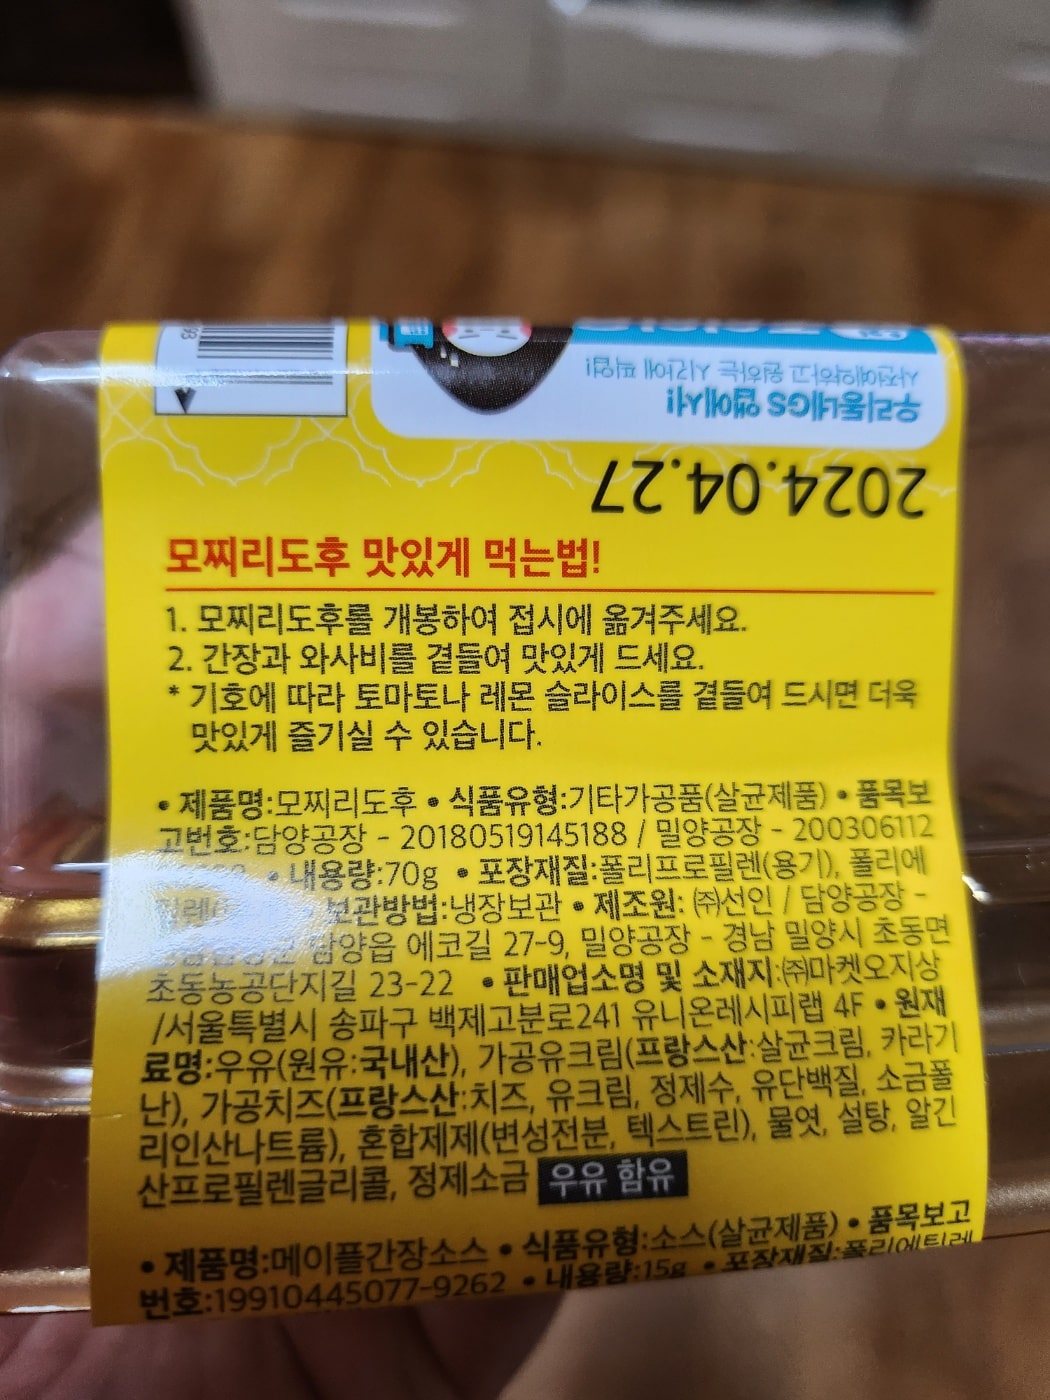 우리동네GS 앱에서!
사전예약하고 원하는 시간에 픽업!
2024.04.27
모찌리도후 맛있게 먹는법!
1. 모찌리도후를 개봉하여 접시에 옮겨주세요.
2. 간장과 와사비를 곁들여 맛있게 드세요.
* 기호에 따라 토마토나 레몬 슬라이스를 곁들여 드시면 더욱
맛있게 즐기실 수 있습니다.
• 제품명:모찌리도후 • 식품유형:기타가공품(살균제품) • 품목보
고번호:담양공장 - 20180519145188 / 밀양공장 - 200306112
• 내용량:70g • 포장재질:폴리프로필렌(용기), 폴리에
보관방법:냉장보관 • 제조원: ㈜선인 / 담양공장 -
담양읍 에코길 27-9, 밀양공장 - 경남 밀양시 초동면
초동농공단지길 23-22 • 판매업소명 및 소재지:㈜마켓오지상
/서울특별시 송파구 백제고분로241 유니온레시피랩 4F • 원재
료명:우유(원유:국내산), 가공유크림(프랑스산:살균크림, 카라기
난), 가공치즈(프랑스산:치즈, 유크림, 정제수, 유단백질, 소금폴
리인산나트륨), 혼합제제(변성전분, 텍스트린), 물엿, 설탕, 알긴
산프로필렌글리콜, 정제소금 우유 함유
• 제품명:메이플간장소스 • 식품유형:소스(살균제품) • 품목보고
번호:19910445077-9262 • 내용량:15g • 포장재질:폴리에틸렌